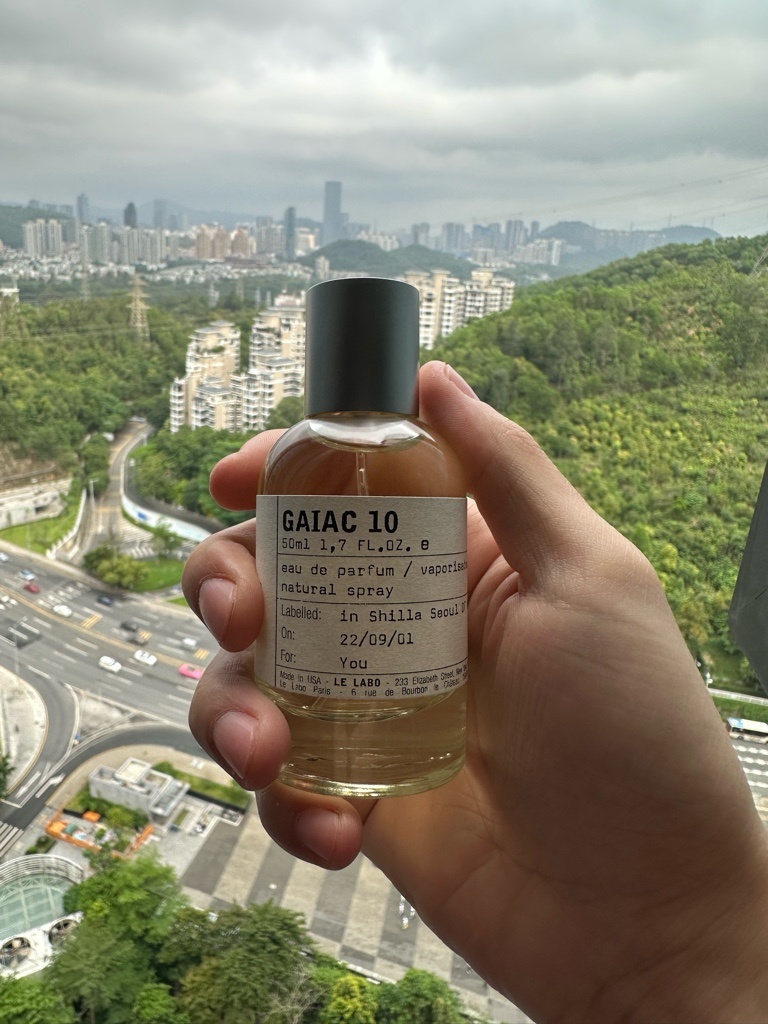 GAIAC 10
50ml 1,7 FL.OZ. e
eau de parfum / vaporisa
natural spray
Labelled: in Shilla Seoul
On: 22/09/01
For: You
Made in USA - LE LABO - 233 Elizabeth Street, New
Le Labo Paris - 6 rue de Bourbon le Château,